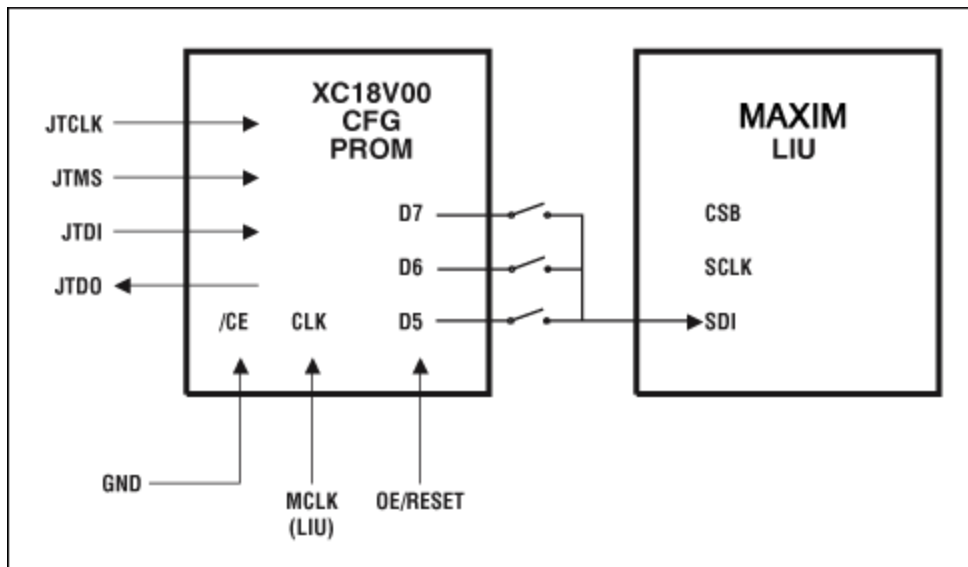 XC18V00
CFG
PROM
MAXIM
LIU
JTCLK
JTMS
JTDI
JTDO
D7
D6
D5
/CE
CLK
CSB
SCLK
SDI
GND
MCLK
(LIU)
OE/RESET